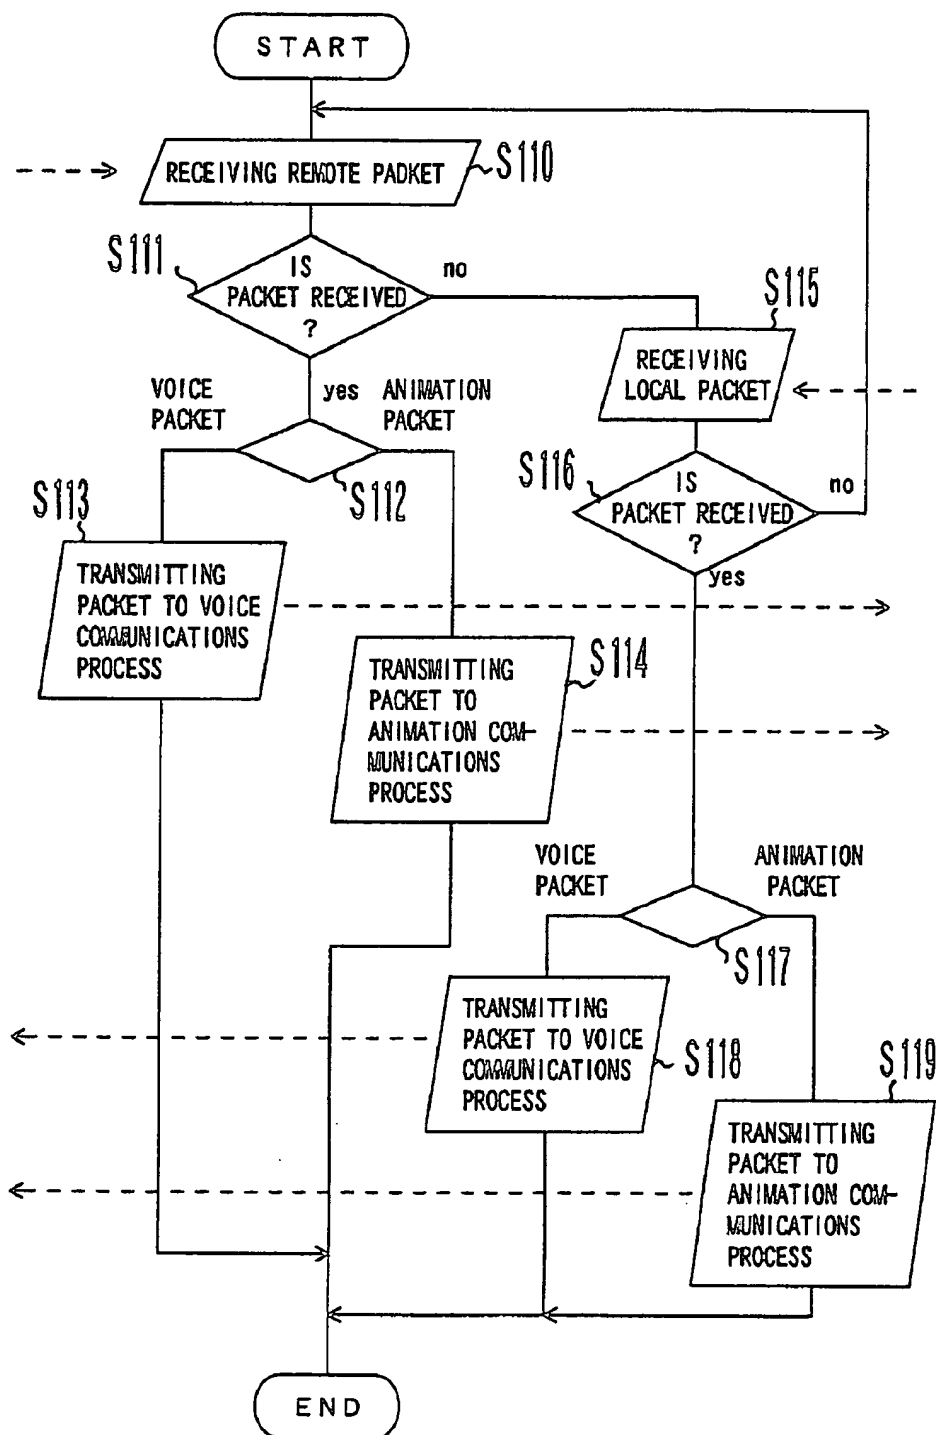 START
RECEIVING REMOTE PADKET
S110
S111
IS
PACKET RECEIVED
?
no
S115
RECEIVING
LOCAL PACKET
VOICE
PACKET
yes
ANIMATION
PACKET
S112
S116
IS
PACKET RECEIVED
?
no
yes
S113
TRANSMITTING
PACKET TO VOICE
COMMUNICATIONS
PROCESS
S114
TRANSMITTING
PACKET TO
ANIMATION COM-
MUNICATIONS
PROCESS
VOICE
PACKET
ANIMATION
PACKET
S117
TRANSMITTING
PACKET TO VOICE
COMMUNICATIONS
PROCESS
S118
S119
TRANSMITTING
PACKET TO
ANIMATION COM-
MUNICATIONS
PROCESS
END